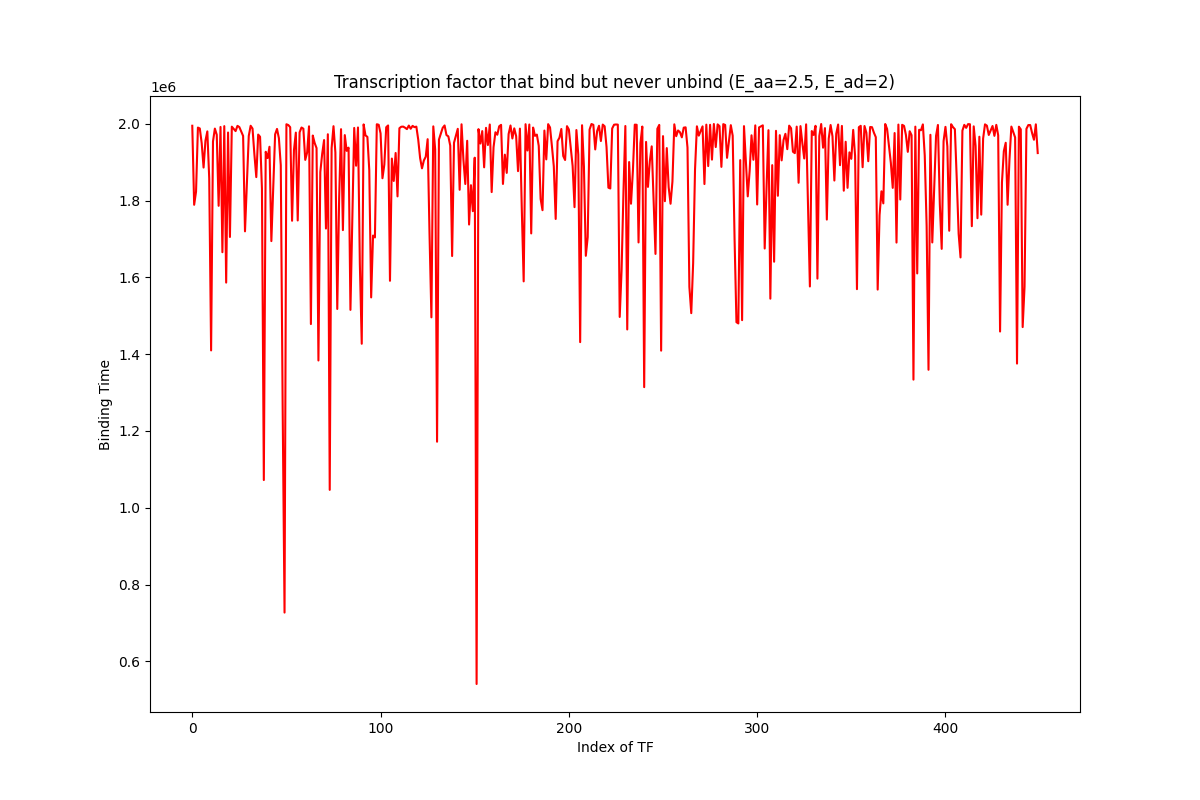 Transcription factor that bind but never unbind (E_aa=2.5, E_ad=2)
1e6
2.0
1.8
1.6
1.4
1.2
1.0
0.8
0.6
Binding Time
0 100 200 300 400
Index of TF